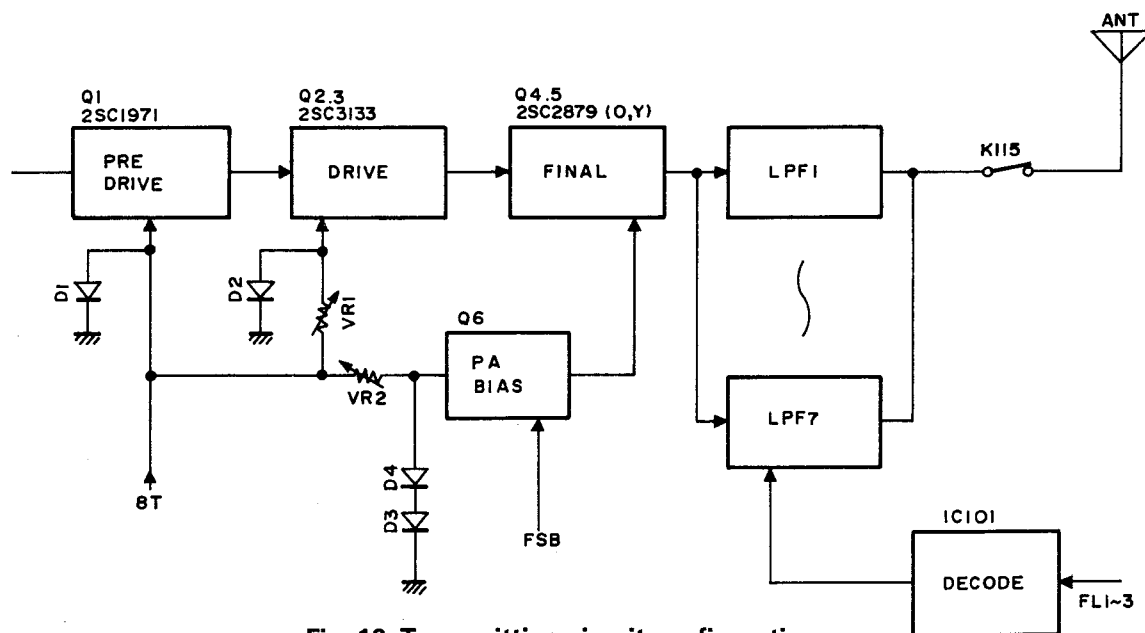 ANT
Q1
2SC1971
Q2.3
2SC3133
Q4.5
2SC2879 (O,Y)
PRE
DRIVE
DRIVE
FINAL
LPF1
K115
D1
D2
VR1
Q6
PA
BIAS
VR2
LPF7
D4
D3
8T
FSB
IC101
DECODE
FL1~3